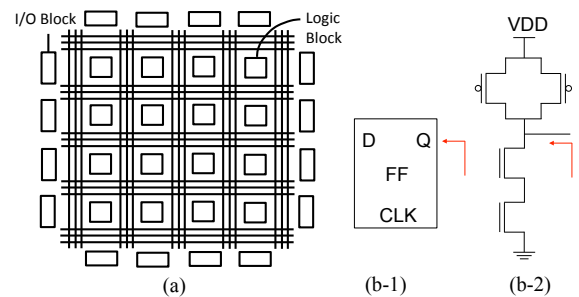 I/O Block
Logic
Block
VDD
D Q
FF
CLK
(a)
(b-1)
(b-2)